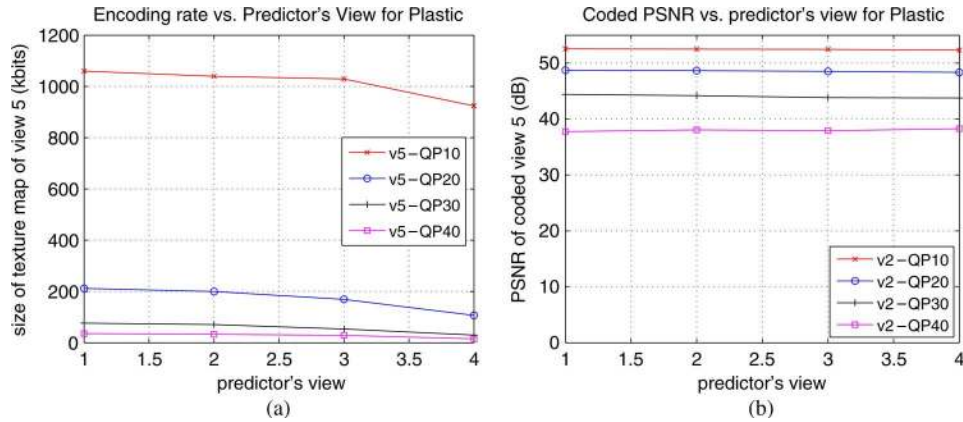 Encoding rate vs. Predictor's View for Plastic
1200
1000
800
600
400
200
0
size of texture map of view 5 (kbits)
v5-QP10
v5-QP20
v5-QP30
v5-QP40
1 1.5 2 2.5 3 3.5 4
predictor's view
(a)
Coded PSNR vs. predictor's view for Plastic
50
40
30
20
10
0
PSNR of coded view 5 (dB)
v2-QP10
v2-QP20
v2-QP30
v2-QP40
1 1.5 2 2.5 3 3.5 4
predictor's view
(b)